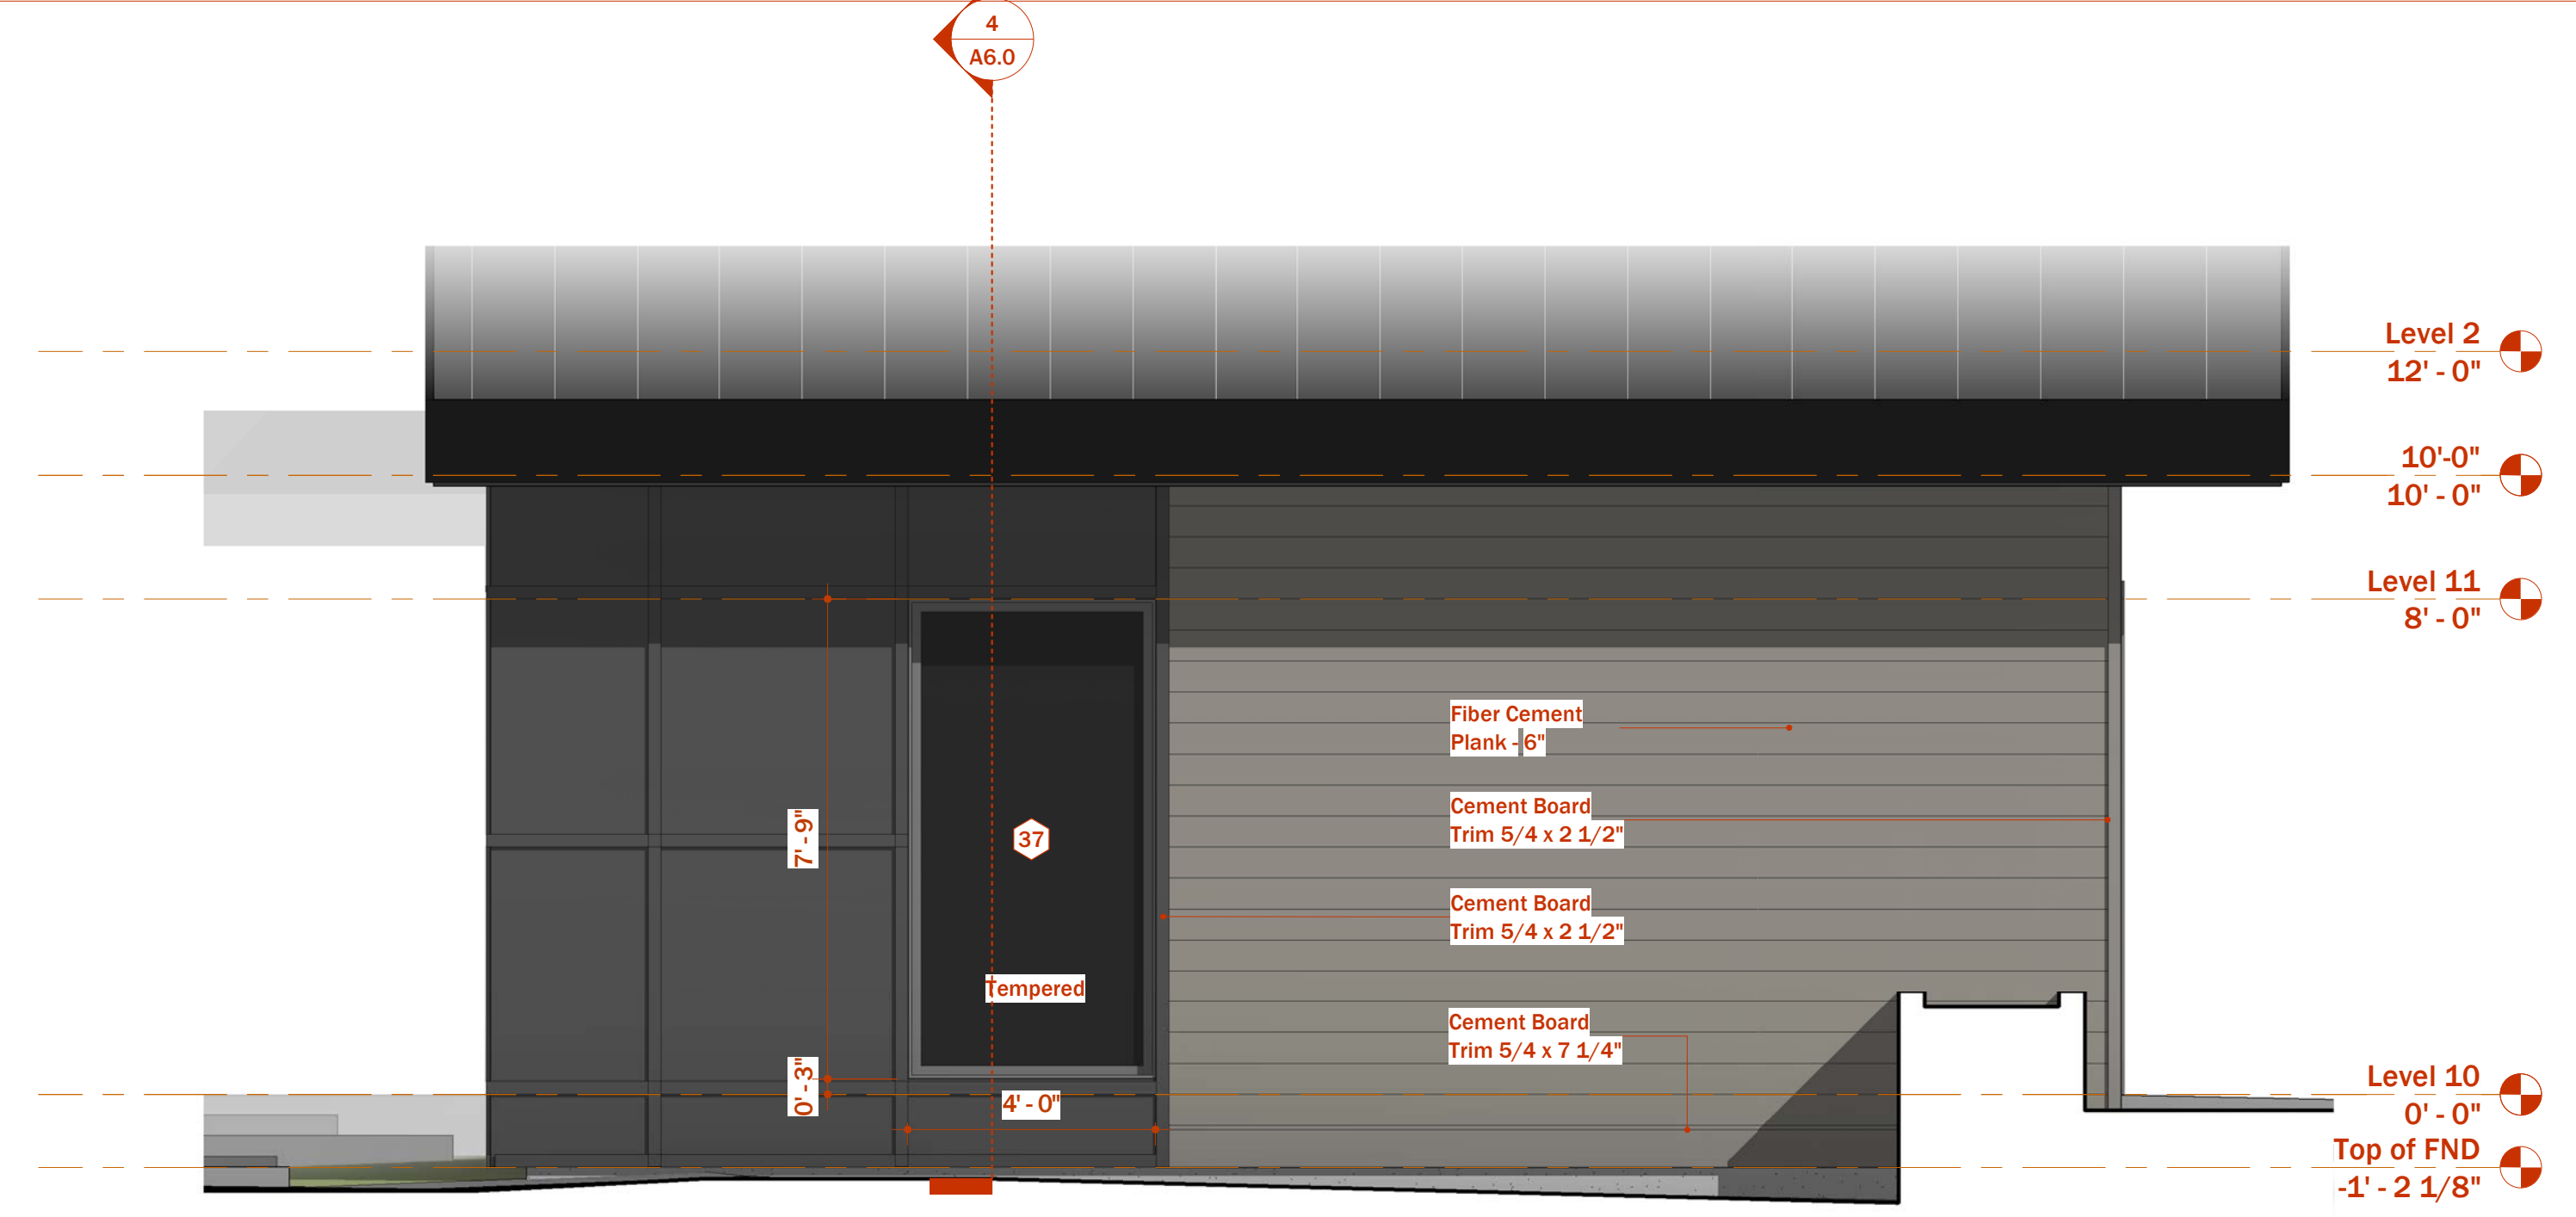 4
A6.0
Level 2
12' - 0"
10'-0"
10' - 0"
Level 11
8' - 0"
Fiber Cement
Plank - 6"
Cement Board
Trim 5/4 x 2 1/2"
7' - 9"
37
Cement Board
Trim 5/4 x 2 1/2"
Tempered
Cement Board
Trim 5/4 x 7 1/4"
0' - 3"
4' - 0"
Level 10
0' - 0"
Top of FND
-1' - 2 1/8"